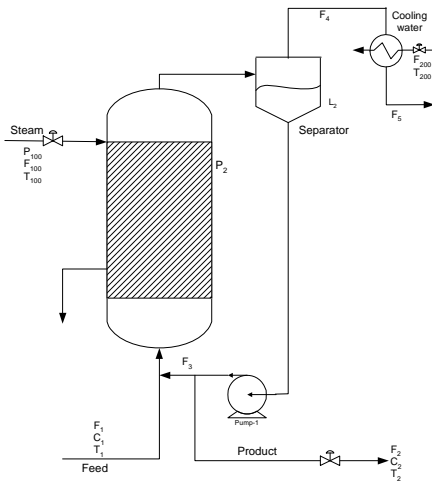 F4
Cooling
water
F200
T200
L2
F5
Separator
Steam
P100
F100
T100
P2
F3
Pump-1
F1
C1
T1
Feed
Product
F2
C2
T2